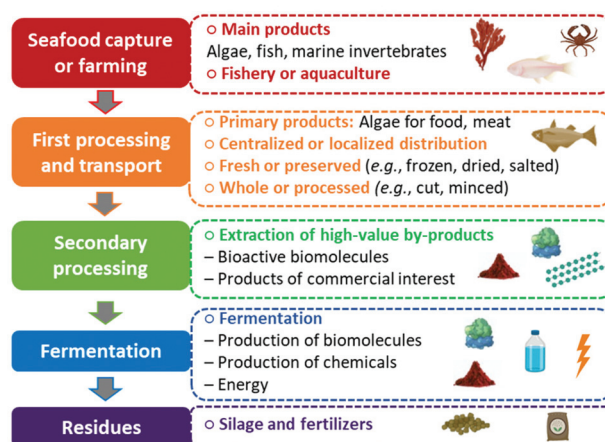 Seafood capture
or farming
○ Main products
Algae, fish, marine invertebrates
○ Fishery or aquaculture
First processing
and transport
○ Primary products: Algae for food, meat
○ Centralized or localized distribution
○ Fresh or preserved (e.g., frozen, dried, salted)
○ Whole or processed (e.g., cut, minced)
Secondary
processing
○ Extraction of high-value by-products
– Bioactive biomolecules
– Products of commercial interest
Fermentation
○ Fermentation
– Production of biomolecules
– Production of chemicals
– Energy
Residues
○ Silage and fertilizers